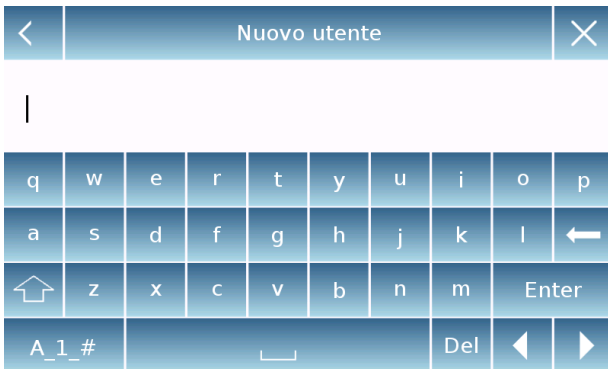 Nuovo utente
q w e r t y u i o p
a s d f g h j k l
z x c v b n m Enter
A_1_# Del